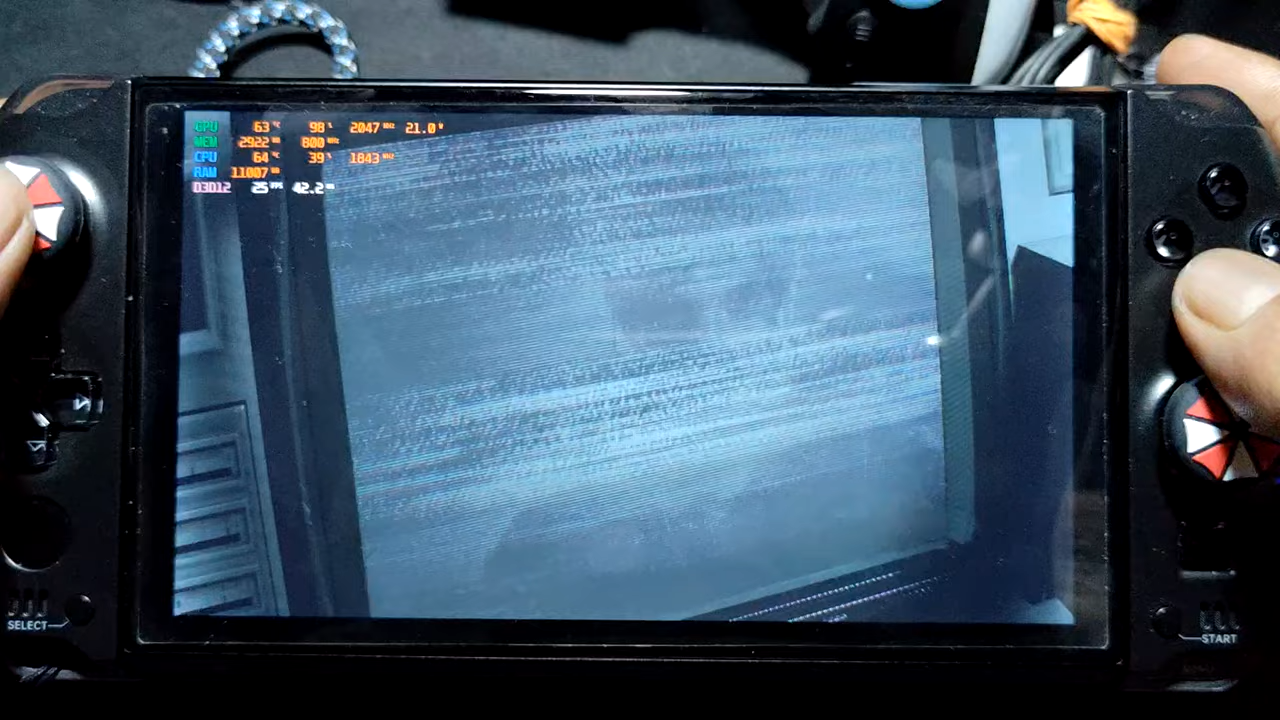 GPU 63 °C 98 % 2047 MHz 21.0 W
MEM 2922 MB 800 MHz
CPU 64 °C 39 % 1843 MHz
RAM 11007 MB
D3D12 25 FPS 42.2 ms
SELECT
START